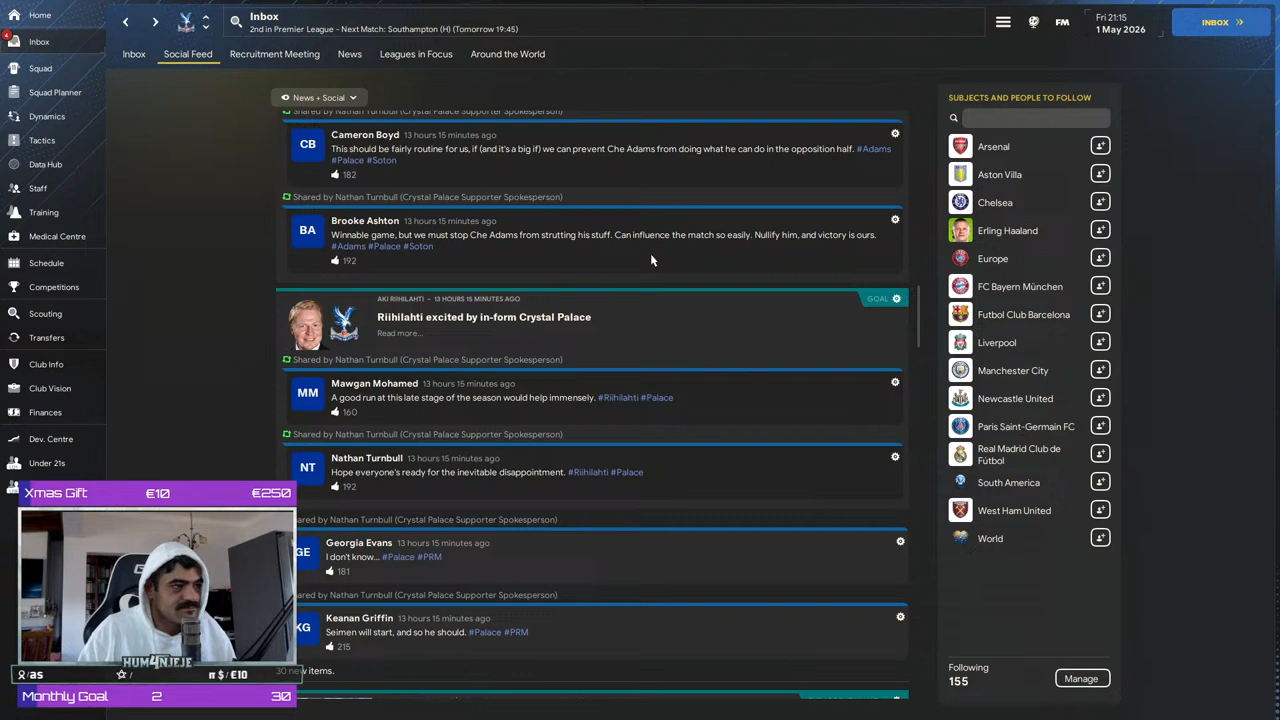 Home
4
Inbox
Squad
Squad Planner
Dynamics
Tactics
Data Hub
Staff
Training
Medical Centre
Schedule
Competitions
Scouting
Transfers
Club Info
Club Vision
Finances
Dev. Centre
Under 21s
Inbox
2nd in Premier League - Next Match: Southampton (H) (Tomorrow 19:45)
FM
Fri 21:15
1 May 2026
INBOX
Inbox
Social Feed
Recruitment Meeting
News
Leagues in Focus
Around the World
News + Social
Shared by Nathan Turnbull (Crystal Palace Supporter Spokesperson)
CB
Cameron Boyd 13 hours 15 minutes ago
This should be fairly routine for us, if (and it's a big if) we can prevent Che Adams from doing what he can do in the opposition half. #Adams
#Palace #Soton
182
Shared by Nathan Turnbull (Crystal Palace Supporter Spokesperson)
BA
Brooke Ashton 13 hours 15 minutes ago
Winnable game, but we must stop Che Adams from strutting his stuff. Can influence the match so easily. Nullify him, and victory is ours.
#Adams #Palace #Soton
192
AKI RIIHILAHTI - 13 HOURS 15 MINUTES AGO
GOAL
Riihilahti excited by in-form Crystal Palace
Read more...
Shared by Nathan Turnbull (Crystal Palace Supporter Spokesperson)
MM
Mawgan Mohamed 13 hours 15 minutes ago
A good run at this late stage of the season would help immensely. #Riihilahti #Palace
160
Shared by Nathan Turnbull (Crystal Palace Supporter Spokesperson)
NT
Nathan Turnbull 13 hours 15 minutes ago
Hope everyone's ready for the inevitable disappointment. #Riihilahti #Palace
192
Shared by Nathan Turnbull (Crystal Palace Supporter Spokesperson)
GE
Georgia Evans 13 hours 15 minutes ago
I don't know... #Palace #PRM
181
Shared by Nathan Turnbull (Crystal Palace Supporter Spokesperson)
KG
Keanan Griffin 13 hours 15 minutes ago
Seimen will start, and so he should. #Palace #PRM
215
30 new items.
SUBJECTS AND PEOPLE TO FOLLOW
Arsenal
Aston Villa
Chelsea
Erling Haaland
Europe
FC Bayern München
Futbol Club Barcelona
Liverpool
Manchester City
Newcastle United
Paris Saint-Germain FC
Real Madrid Club de
Fútbol
South America
West Ham United
World
Following
155
Manage
Xmas Gift €10 €250
HUM4NJEJE
/as
/
$/€10
Monthly Goal 2 30